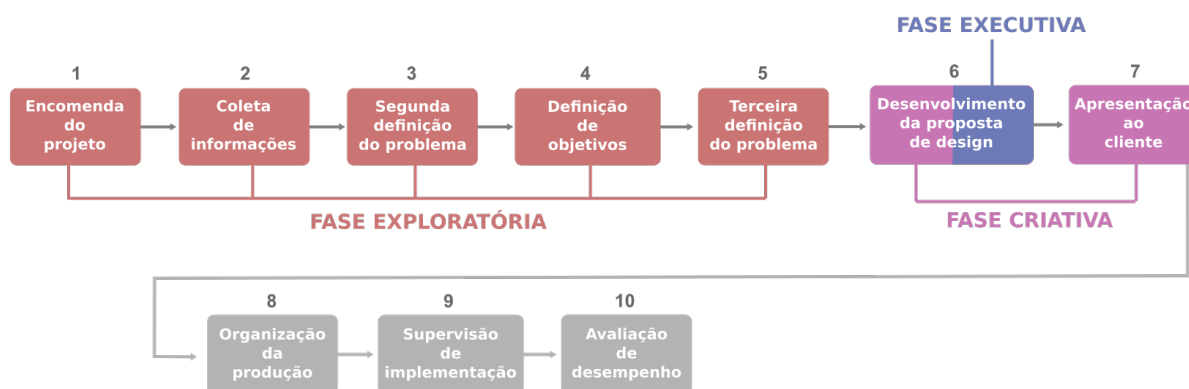 FASE EXECUTIVA
1
2
3
4
5
6
7
Encomenda
do
projeto
Coleta
de
informações
Segunda
definição
do problema
Definição
de
objetivos
Terceira
definição
do problema
Desenvolvimento
da proposta
de design
Apresentação
ao
cliente
FASE EXPLORATÓRIA
FASE CRIATIVA
8
9
10
Organização
da
produção
Supervisão
de
implementação
Avaliação
de
desempenho